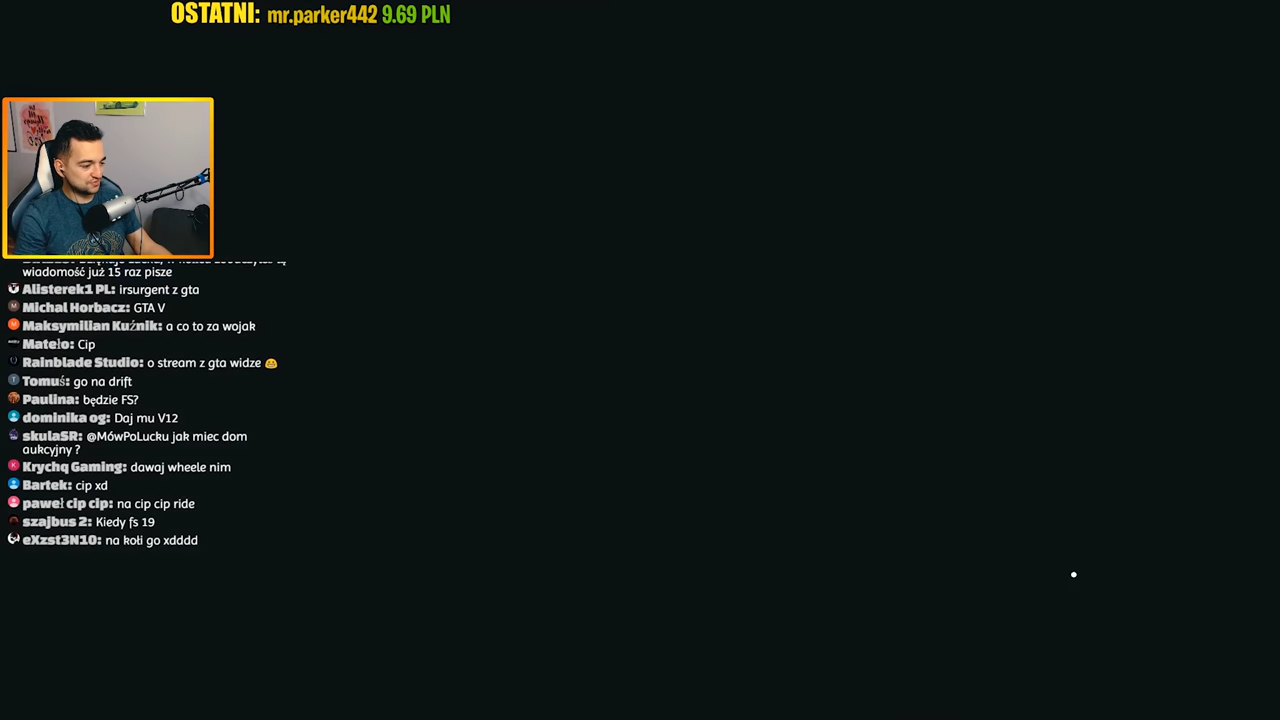 OSTATNI: mr.parker442 9.69 PLN
wiadomość już 15 raz pisze
Alisterek1 PL: irsurgent z gta
Michal Horbacz: GTA V
Maksymilian Kuźnik: a co to za wojak
Mateło: Cip
Rainblade Studio: o stream z gta widze 😀
Tomuś: go na drift
Paulina: będzie FS?
dominika og: Daj mu V12
skulaSR: @MówPoLucku jak miec dom
aukcyjny ?
Krychq Gaming: dawaj wheele nim
Bartek: cip xd
paweł cip cip: na cip cip ride
szajbus 2: Kiedy fs 19
eXzst3N10: na kołi go xdddd